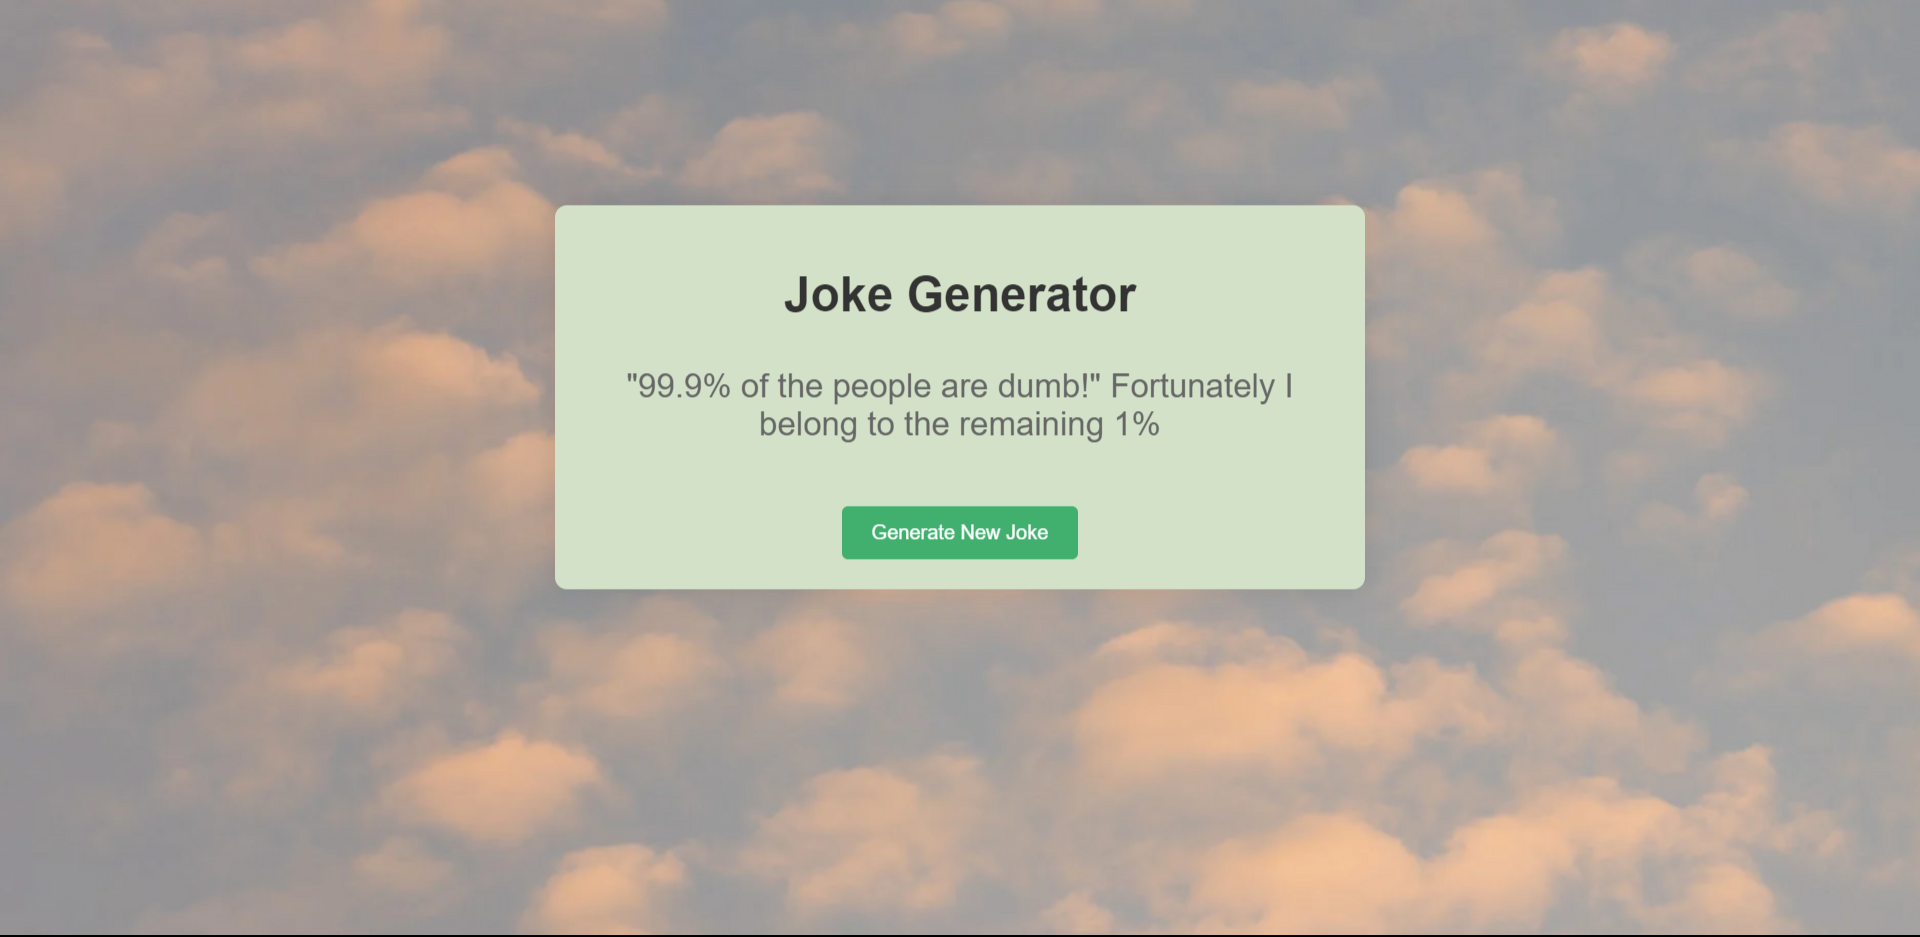 Joke Generator
"99.9% of the people are dumb!" Fortunately I
belong to the remaining 1%
Generate New Joke